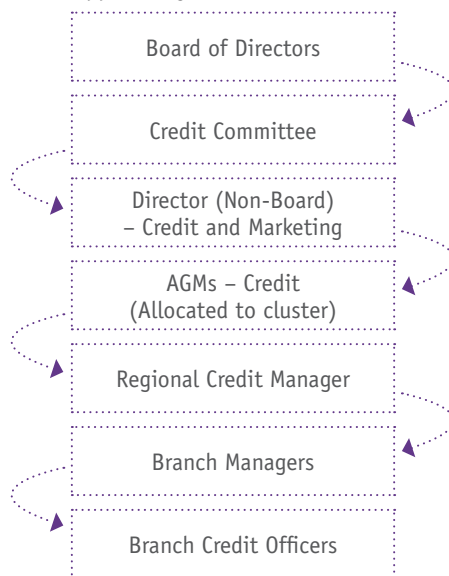 Board of Directors
Credit Committee
Director (Non-Board)
– Credit and Marketing
AGMs – Credit
(Allocated to cluster)
Regional Credit Manager
Branch Managers
Branch Credit Officers